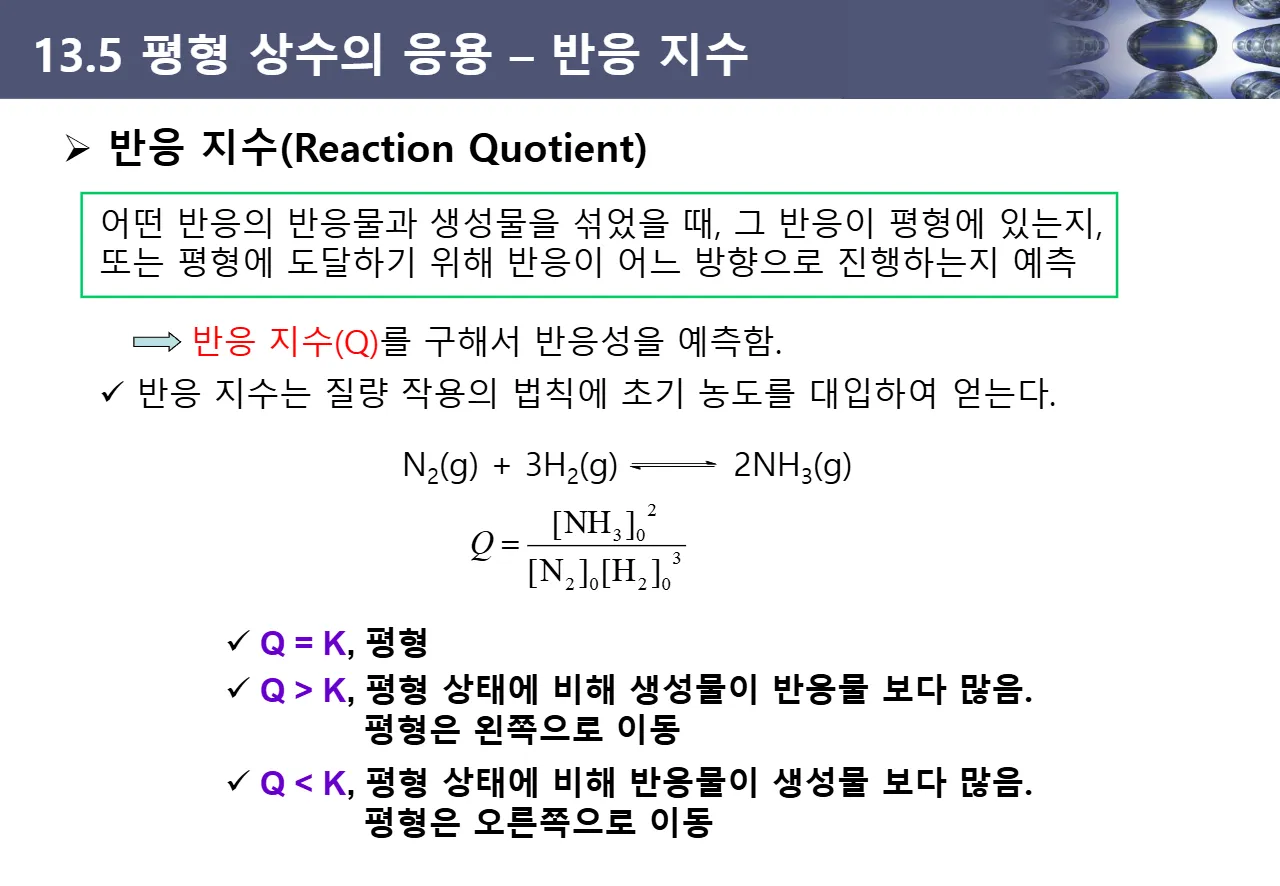 13.5 평형 상수의 응용 – 반응 지수
➢ 반응 지수(Reaction Quotient)
어떤 반응의 반응물과 생성물을 섞었을 때, 그 반응이 평형에 있는지,
또는 평형에 도달하기 위해 반응이 어느 방향으로 진행하는지 예측
⇨ 반응 지수(Q)를 구해서 반응성을 예측함.
✓ 반응 지수는 질량 작용의 법칙에 초기 농도를 대입하여 얻는다.
N₂(g) + 3H₂(g) ⇌ 2NH₃(g)
Q = [NH₃]₀² / [N₂]₀[H₂]₀³
✓ Q = K, 평형
✓ Q > K, 평형 상태에 비해 생성물이 반응물 보다 많음.
평형은 왼쪽으로 이동
✓ Q < K, 평형 상태에 비해 반응물이 생성물 보다 많음.
평형은 오른쪽으로 이동